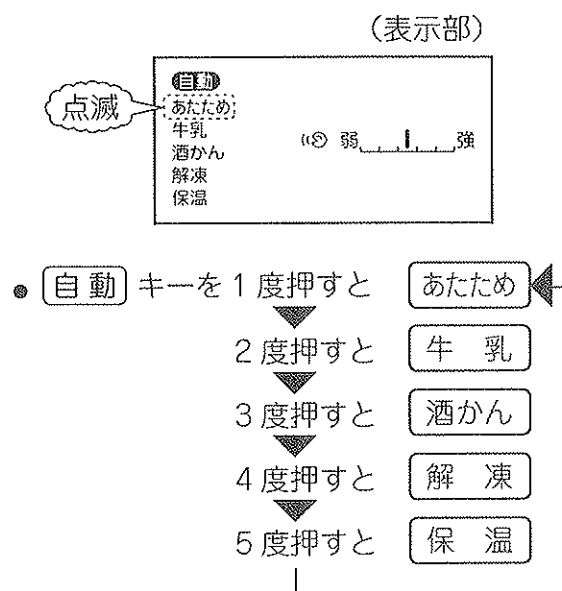 （表示部）
自動
点滅
あたため
牛乳
弱 強
酒かん
解凍
保温
● 自動 キーを1度押すと あたため
2度押すと 牛乳
3度押すと 酒かん
4度押すと 解凍
5度押すと 保温